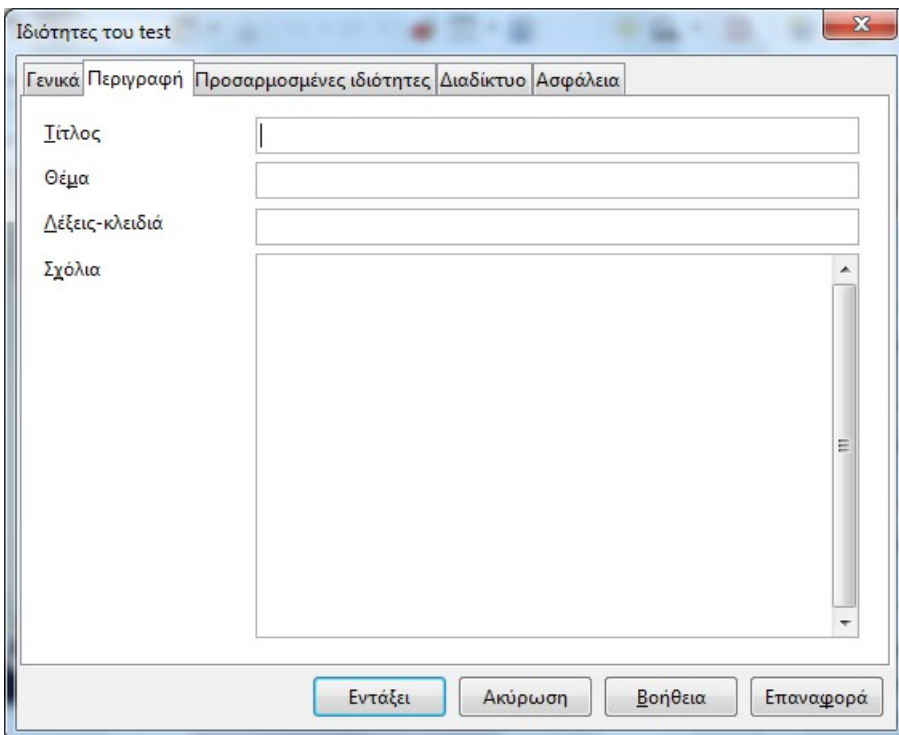 Ιδιότητες του test
Γενικά Περιγραφή Προσαρμοσμένες ιδιότητες Διαδίκτυο Ασφάλεια
Τίτλος
Θέμα
Λέξεις-κλειδιά
Σχόλια
Εντάξει Ακύρωση Βοήθεια Επαναφορά